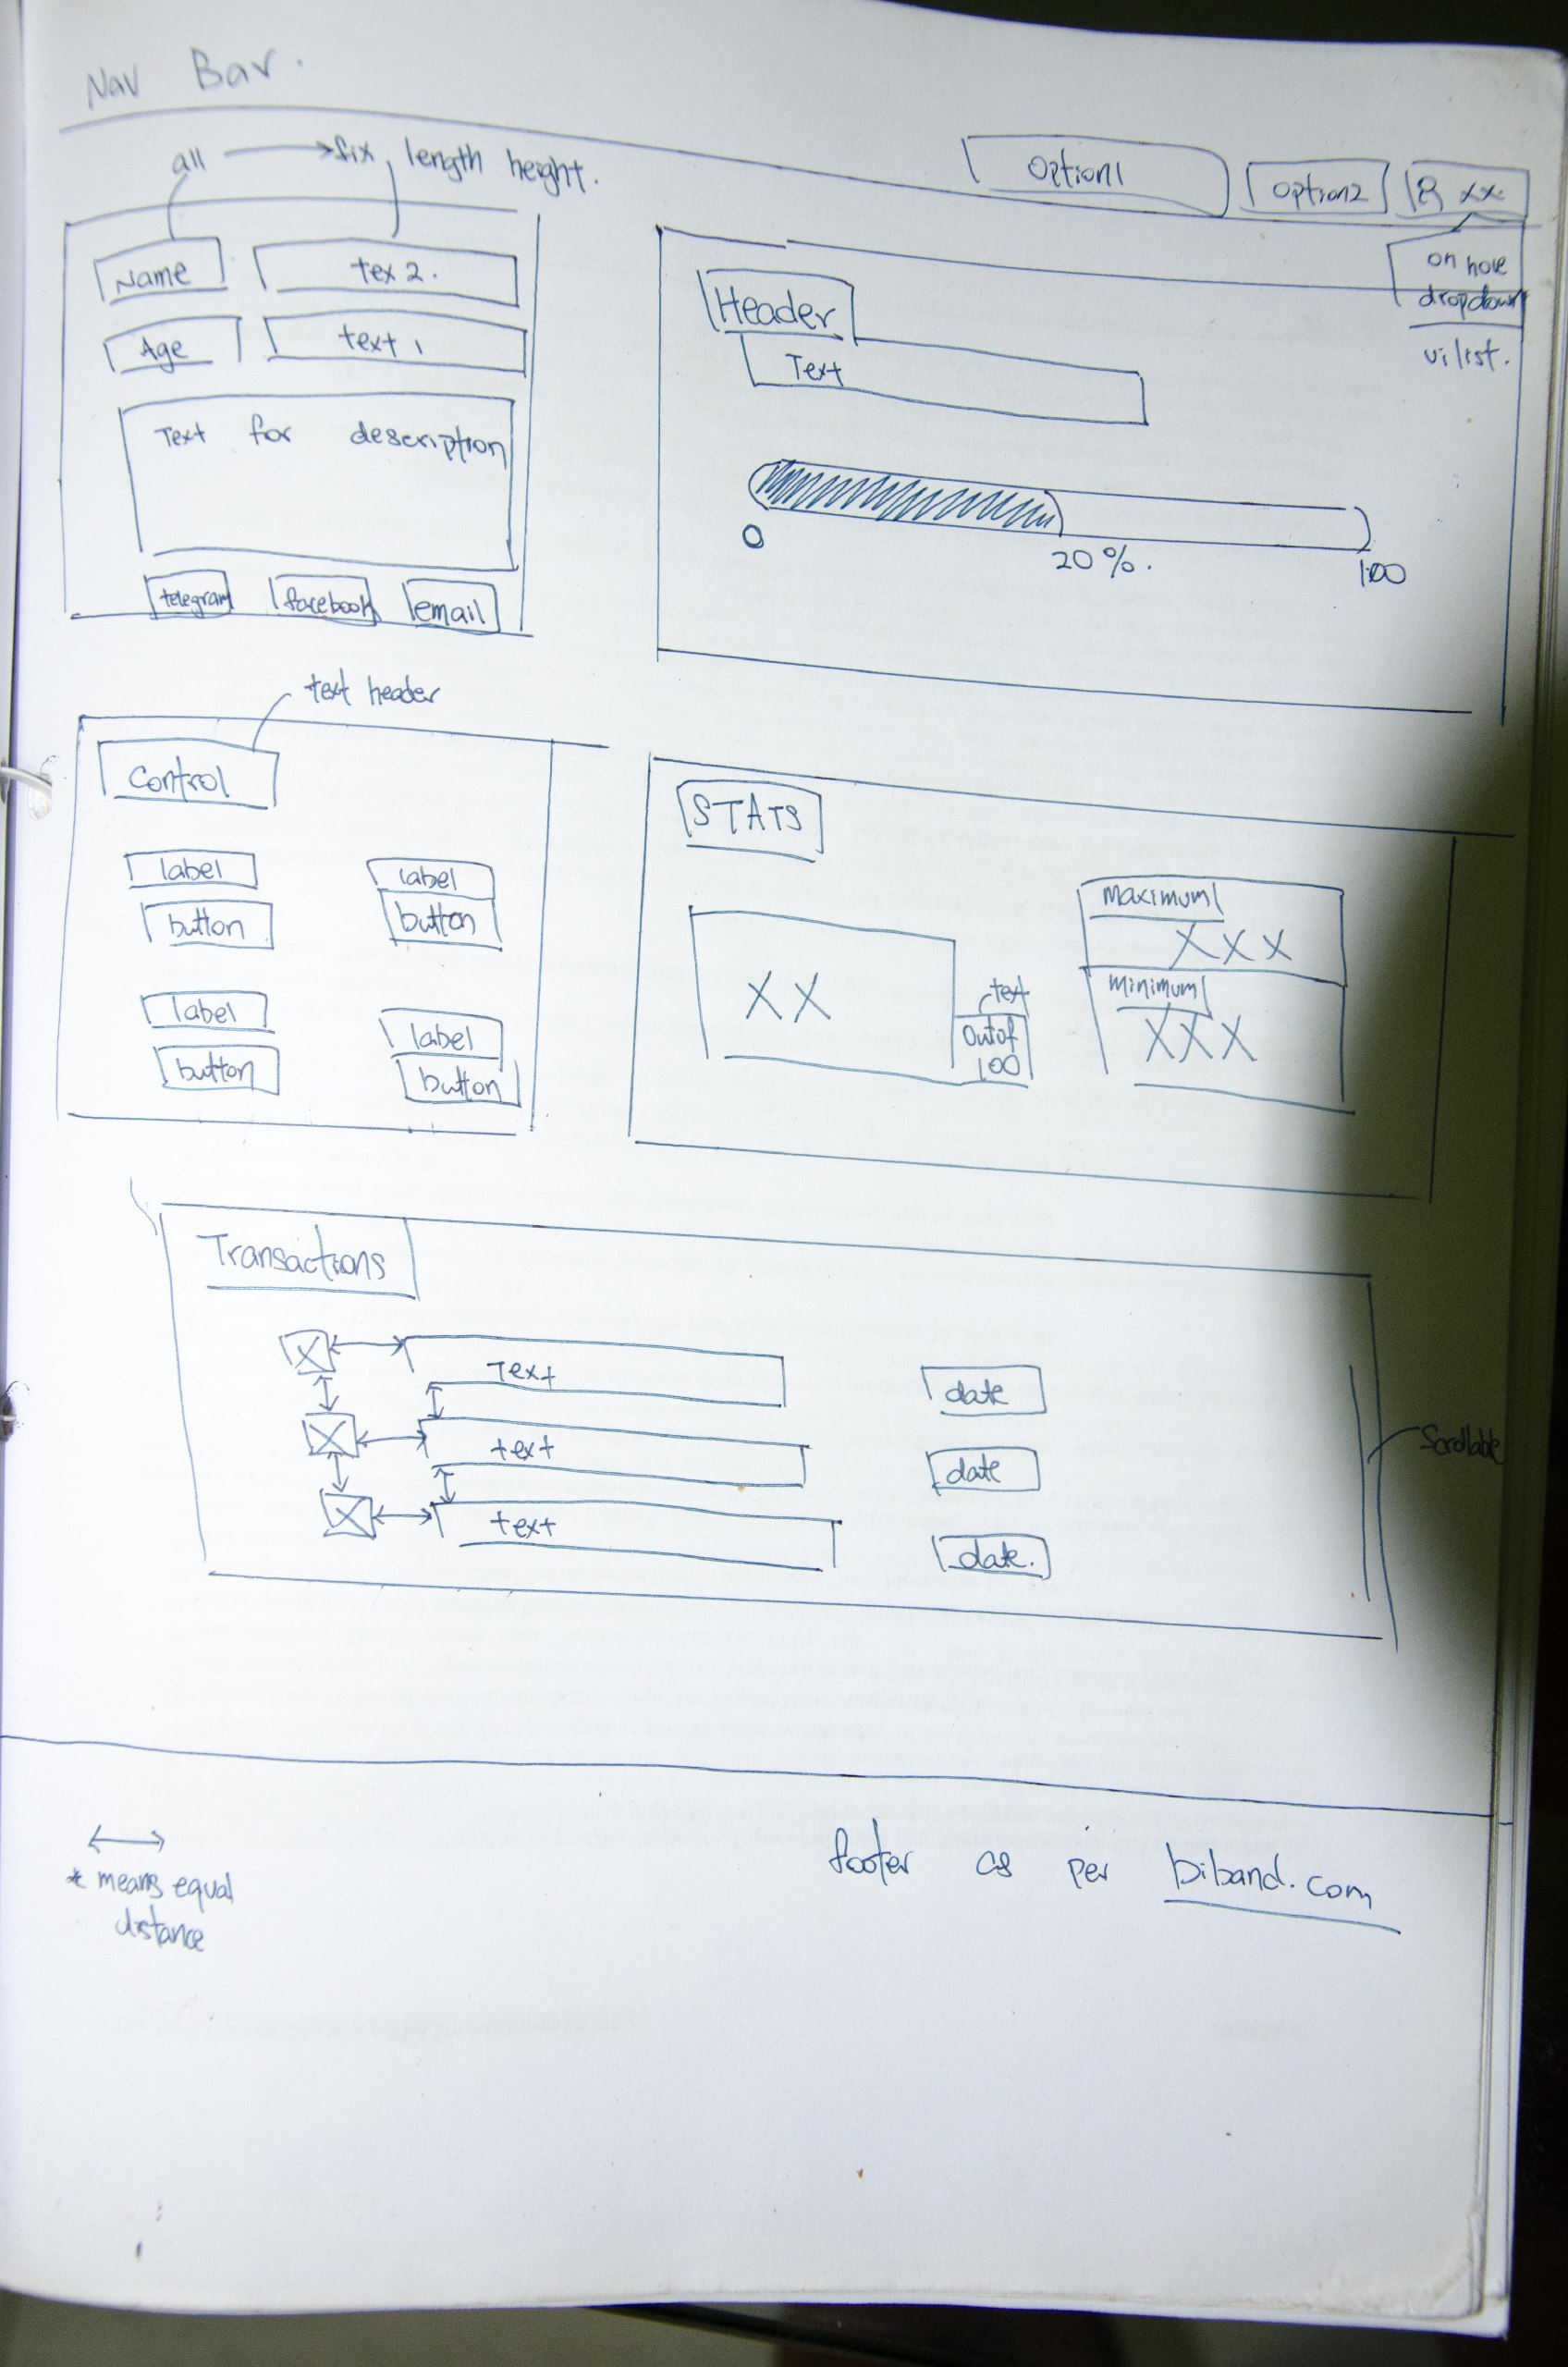 Nav Bar.
all fix, length height.
Option1
Option2
xx
on hove
dropdown
ui list.
Name
tex 2.
Age
text 1
Text for description
telegram
facebook
email
Header
Text
0
20%.
100
text header
Control
label
label
button
button
label
label
button
button
STATS
XX
text
Out of
100
Maximum
XXX
Minimum
XXX
Transactions
X
Text
date
X
text
date
X
text
date.
Scrollable
* means equal
distance
footer as per biband.com